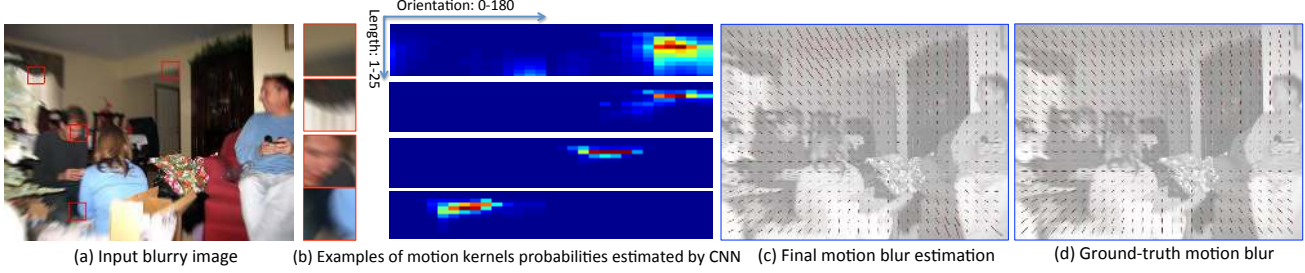 Orientation: 0-180
Length: 1-25
(a) Input blurry image
(b) Examples of motion kernels probabilities estimated by CNN
(c) Final motion blur estimation
(d) Ground-truth motion blur